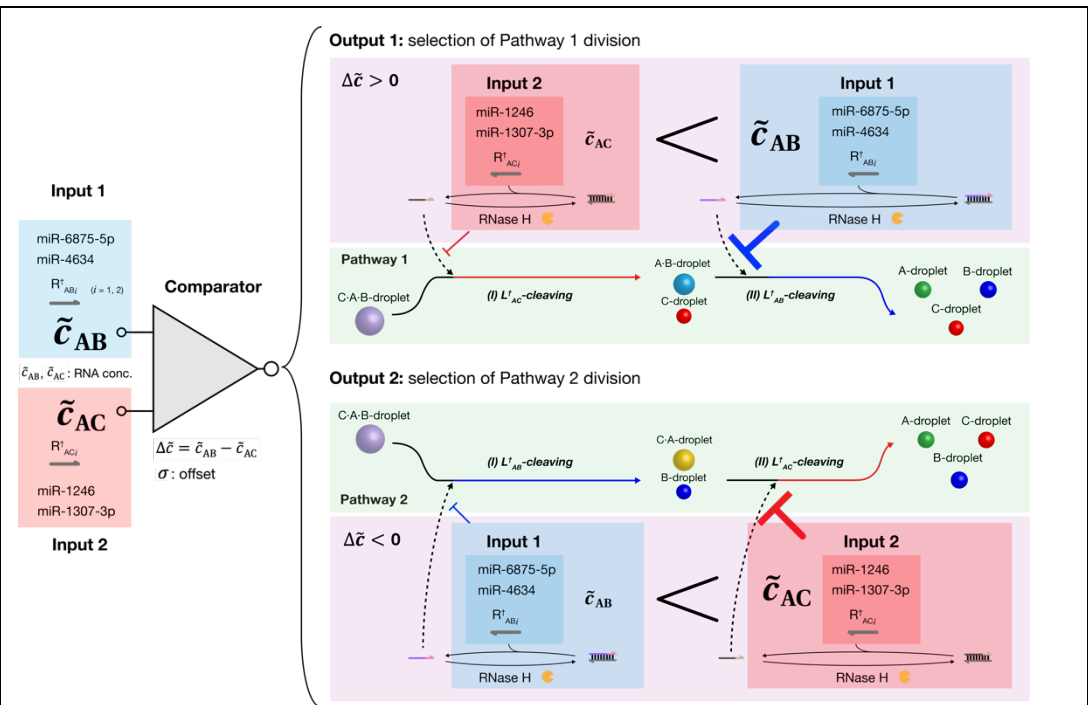 Output 1: selection of Pathway 1 division
Δc̃ > 0
Input 2
miR-1246
miR-1307-3p
R†ACi
c̃AC
RNase H
<
Input 1
c̃AB
miR-6875-5p
miR-4634
R†ABi
RNase H
Pathway 1
C·A·B-droplet
(I) L†AC-cleaving
A·B-droplet
C-droplet
(II) L†AB-cleaving
A-droplet
B-droplet
C-droplet
Input 1
miR-6875-5p
miR-4634
R†ABi (i = 1, 2)
c̃AB
c̃AB, c̃AC : RNA conc.
c̃AC
R†ACi
miR-1246
miR-1307-3p
Input 2
Comparator
Δc̃ = c̃AB − c̃AC
σ : offset
Output 2: selection of Pathway 2 division
C·A·B-droplet
(I) L†AB-cleaving
C·A-droplet
B-droplet
(II) L†AC-cleaving
A-droplet
C-droplet
B-droplet
Pathway 2
Δc̃ < 0
Input 1
miR-6875-5p
miR-4634
R†ABi
c̃AB
RNase H
<
Input 2
c̃AC
miR-1246
miR-1307-3p
R†ACi
RNase H